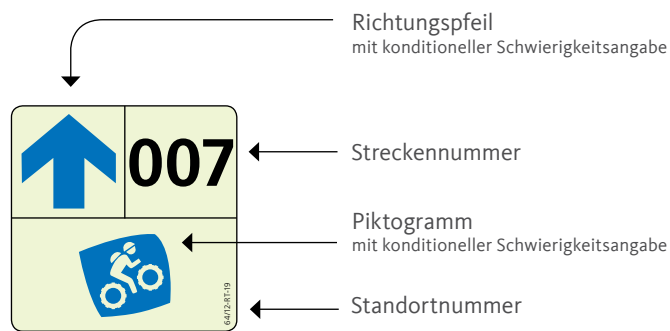 Richtungspfeil
mit konditioneller Schwierigkeitsangabe
007
Streckennummer
Piktogramm
mit konditioneller Schwierigkeitsangabe
64/12-RT-19
Standortnummer